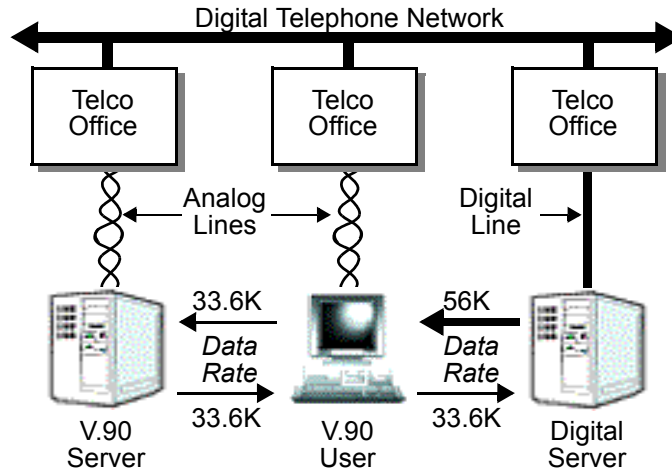 Digital Telephone Network
Telco
Office
Telco
Office
Telco
Office
Analog
Lines
Digital
Line
33.6K
Data
Rate
33.6K
56K
Data
Rate
33.6K
V.90
Server
V.90
User
Digital
Server